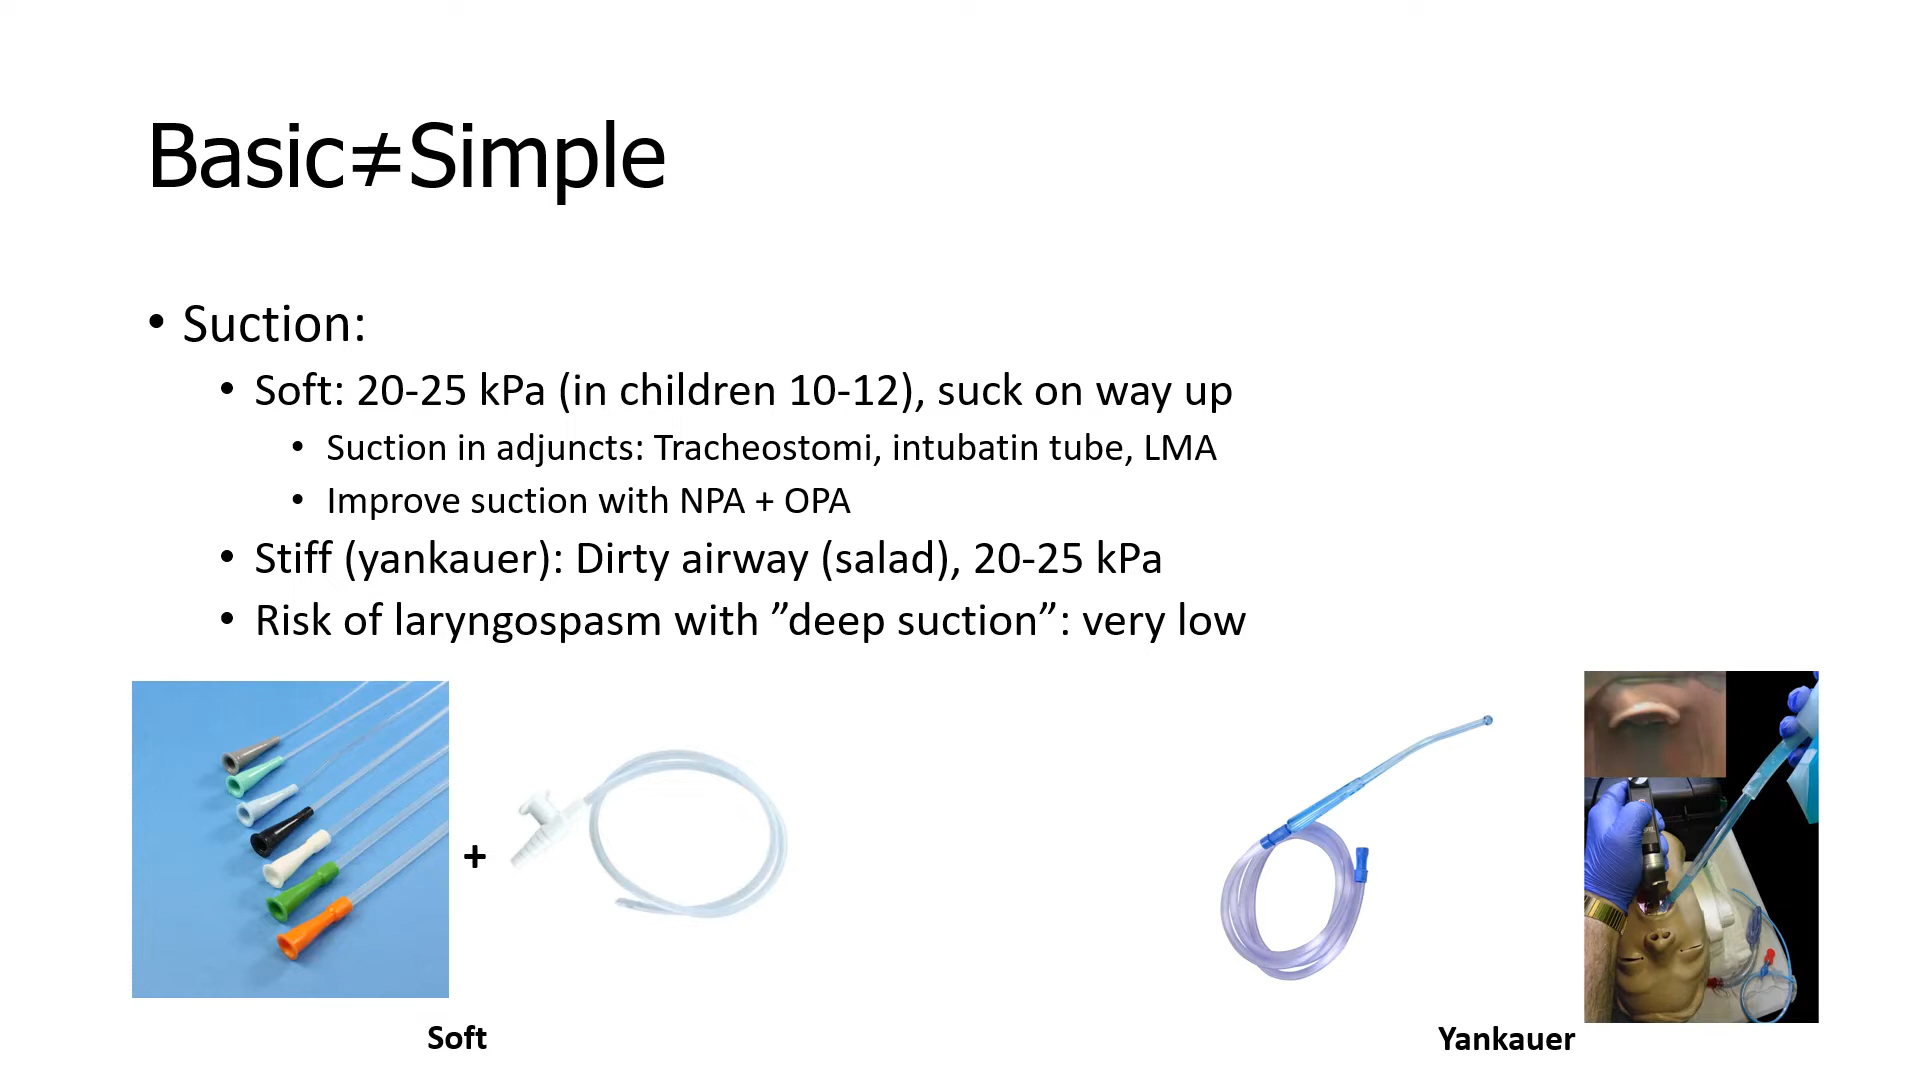 Basic≠Simple
• Suction:
• Soft: 20-25 kPa (in children 10-12), suck on way up
• Suction in adjuncts: Tracheostomi, intubatin tube, LMA
• Improve suction with NPA + OPA
• Stiff (yankauer): Dirty airway (salad), 20-25 kPa
• Risk of laryngospasm with ”deep suction”: very low
+
Soft
Yankauer